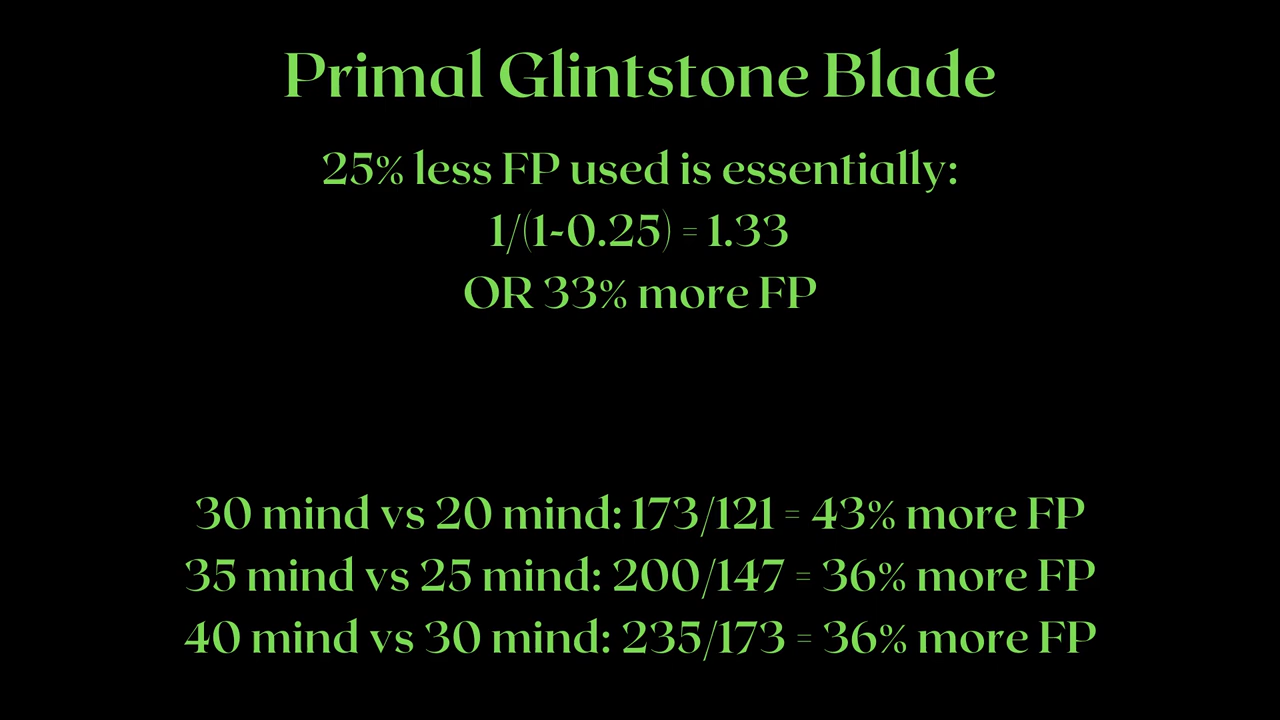 Primal Glintstone Blade
25% less FP used is essentially:
1/(1-0.25) = 1.33
OR 33% more FP
30 mind vs 20 mind: 173/121 = 43% more FP
35 mind vs 25 mind: 200/147 = 36% more FP
40 mind vs 30 mind: 235/173 = 36% more FP